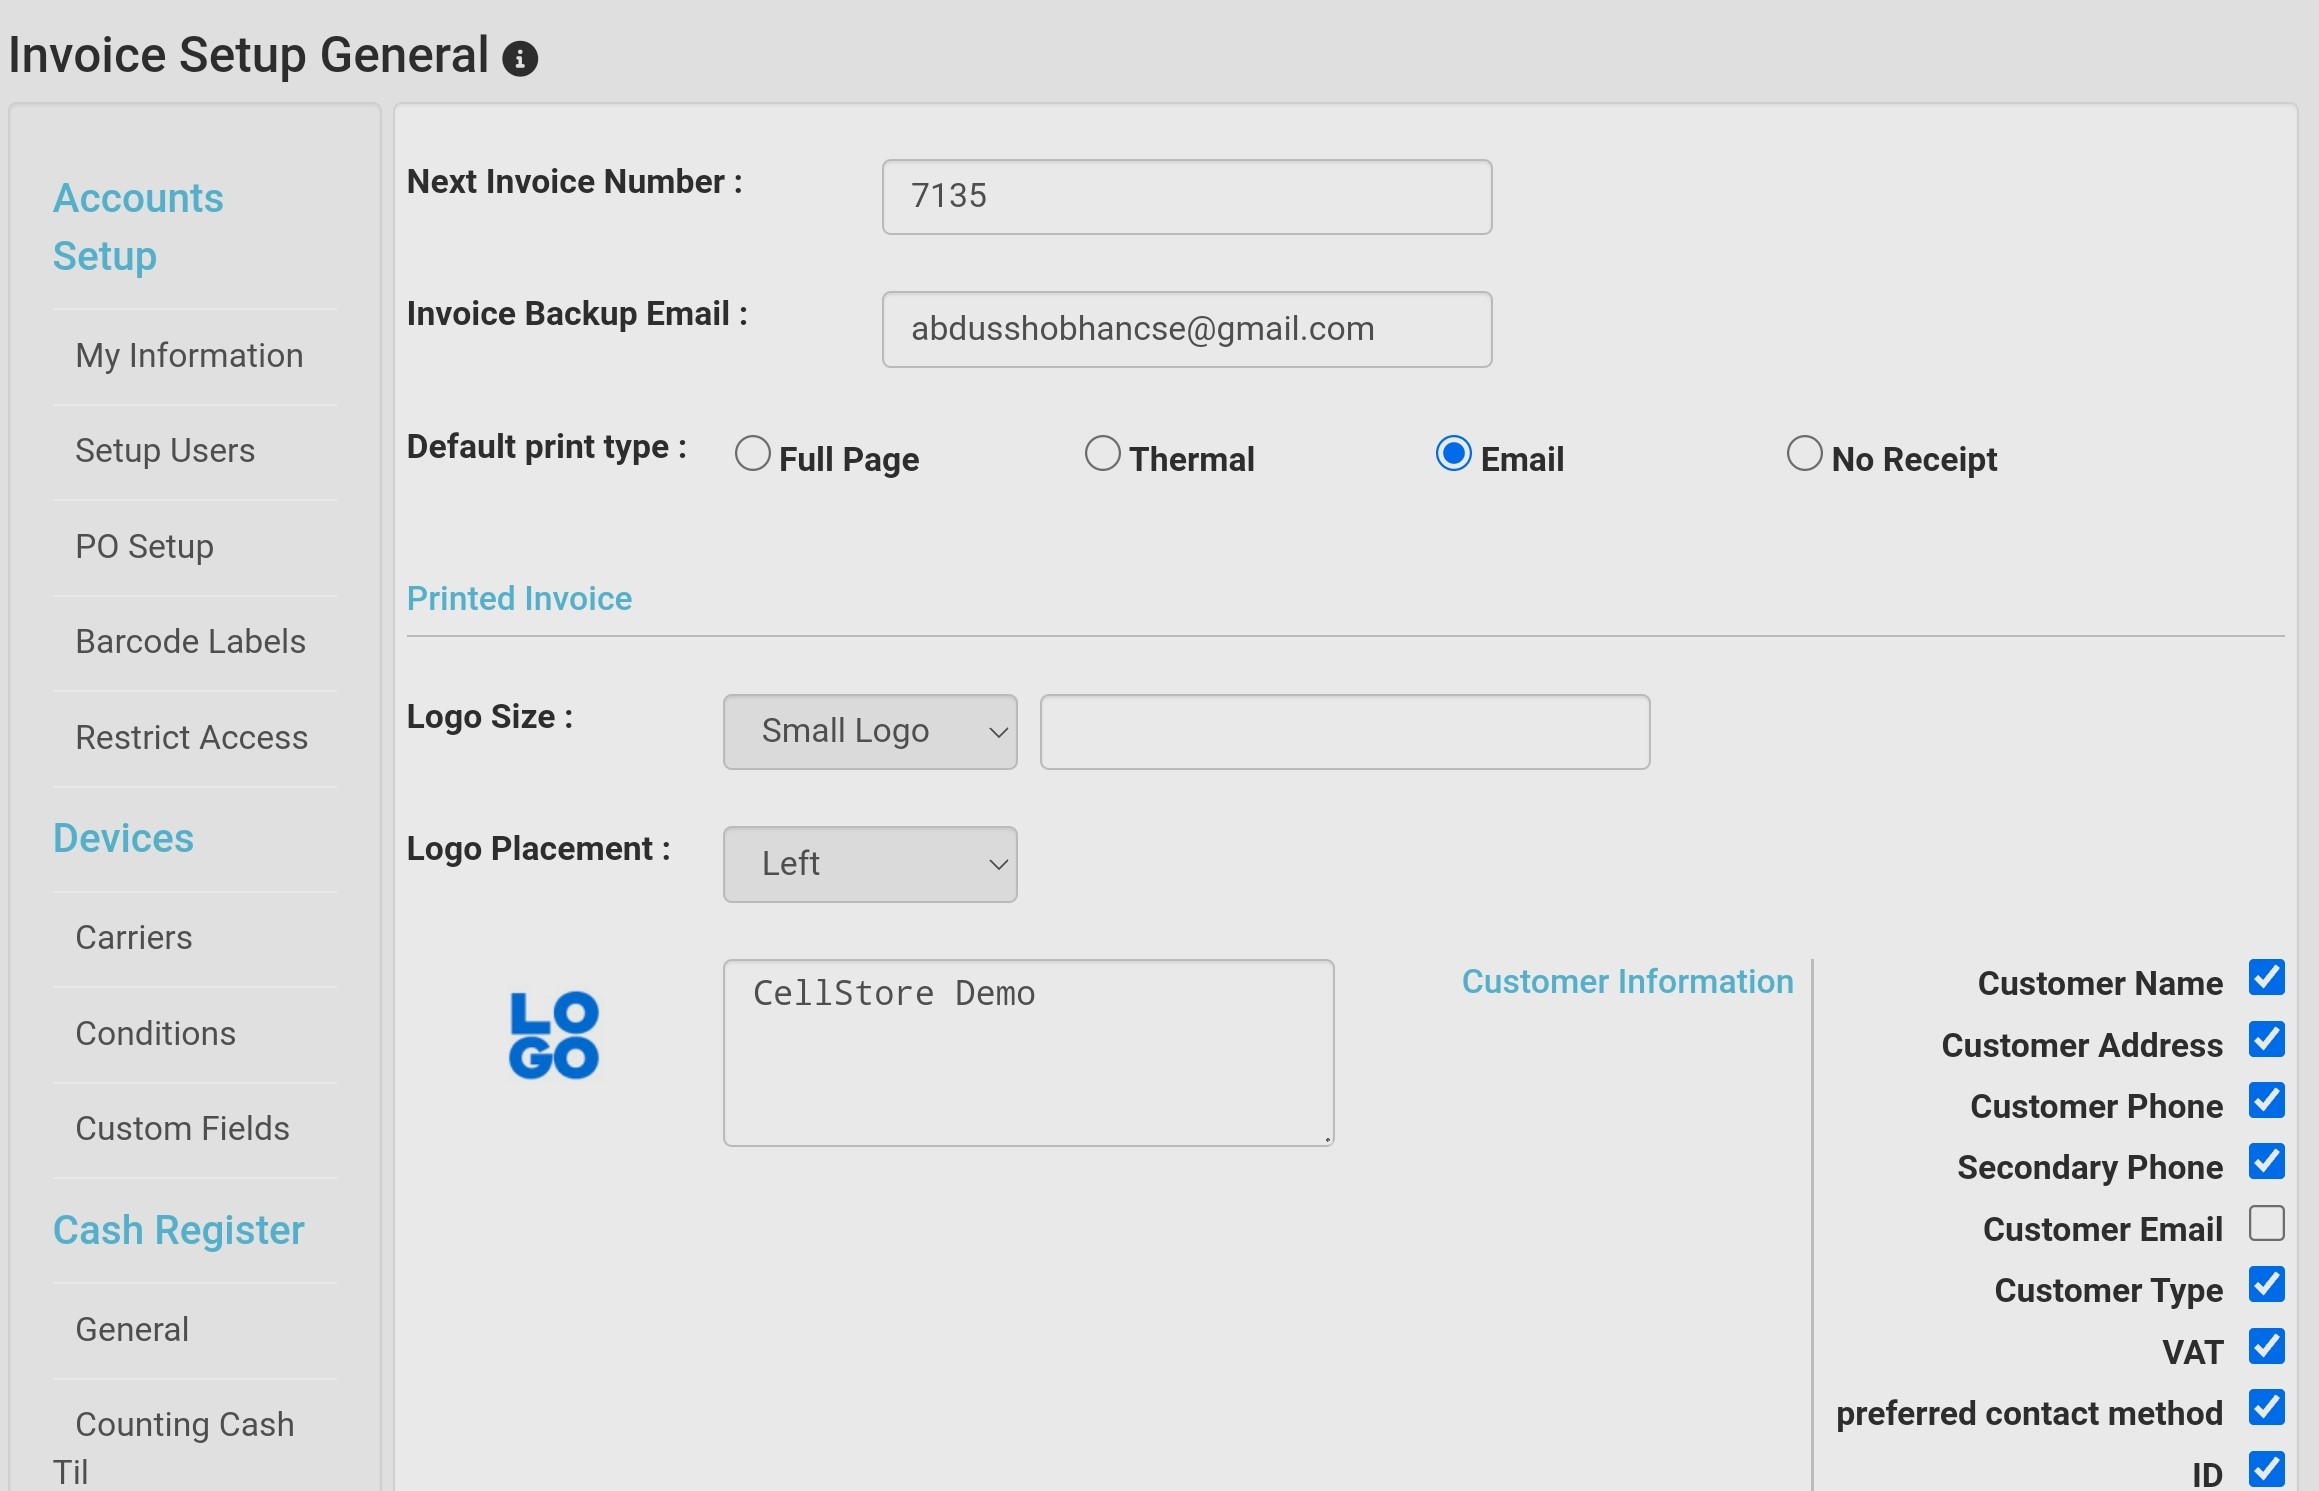 Invoice Setup General
Accounts
Setup
My Information
Setup Users
PO Setup
Barcode Labels
Restrict Access
Devices
Carriers
Conditions
Custom Fields
Cash Register
General
Counting Cash
Til
Next Invoice Number :
7135
Invoice Backup Email :
abdusshobhancse@gmail.com
Default print type :
Full Page
Thermal
Email
No Receipt
Printed Invoice
Logo Size :
Small Logo
Logo Placement :
Left
LO
GO
CellStore Demo
Customer Information
Customer Name
Customer Address
Customer Phone
Secondary Phone
Customer Email
Customer Type
VAT
preferred contact method
ID